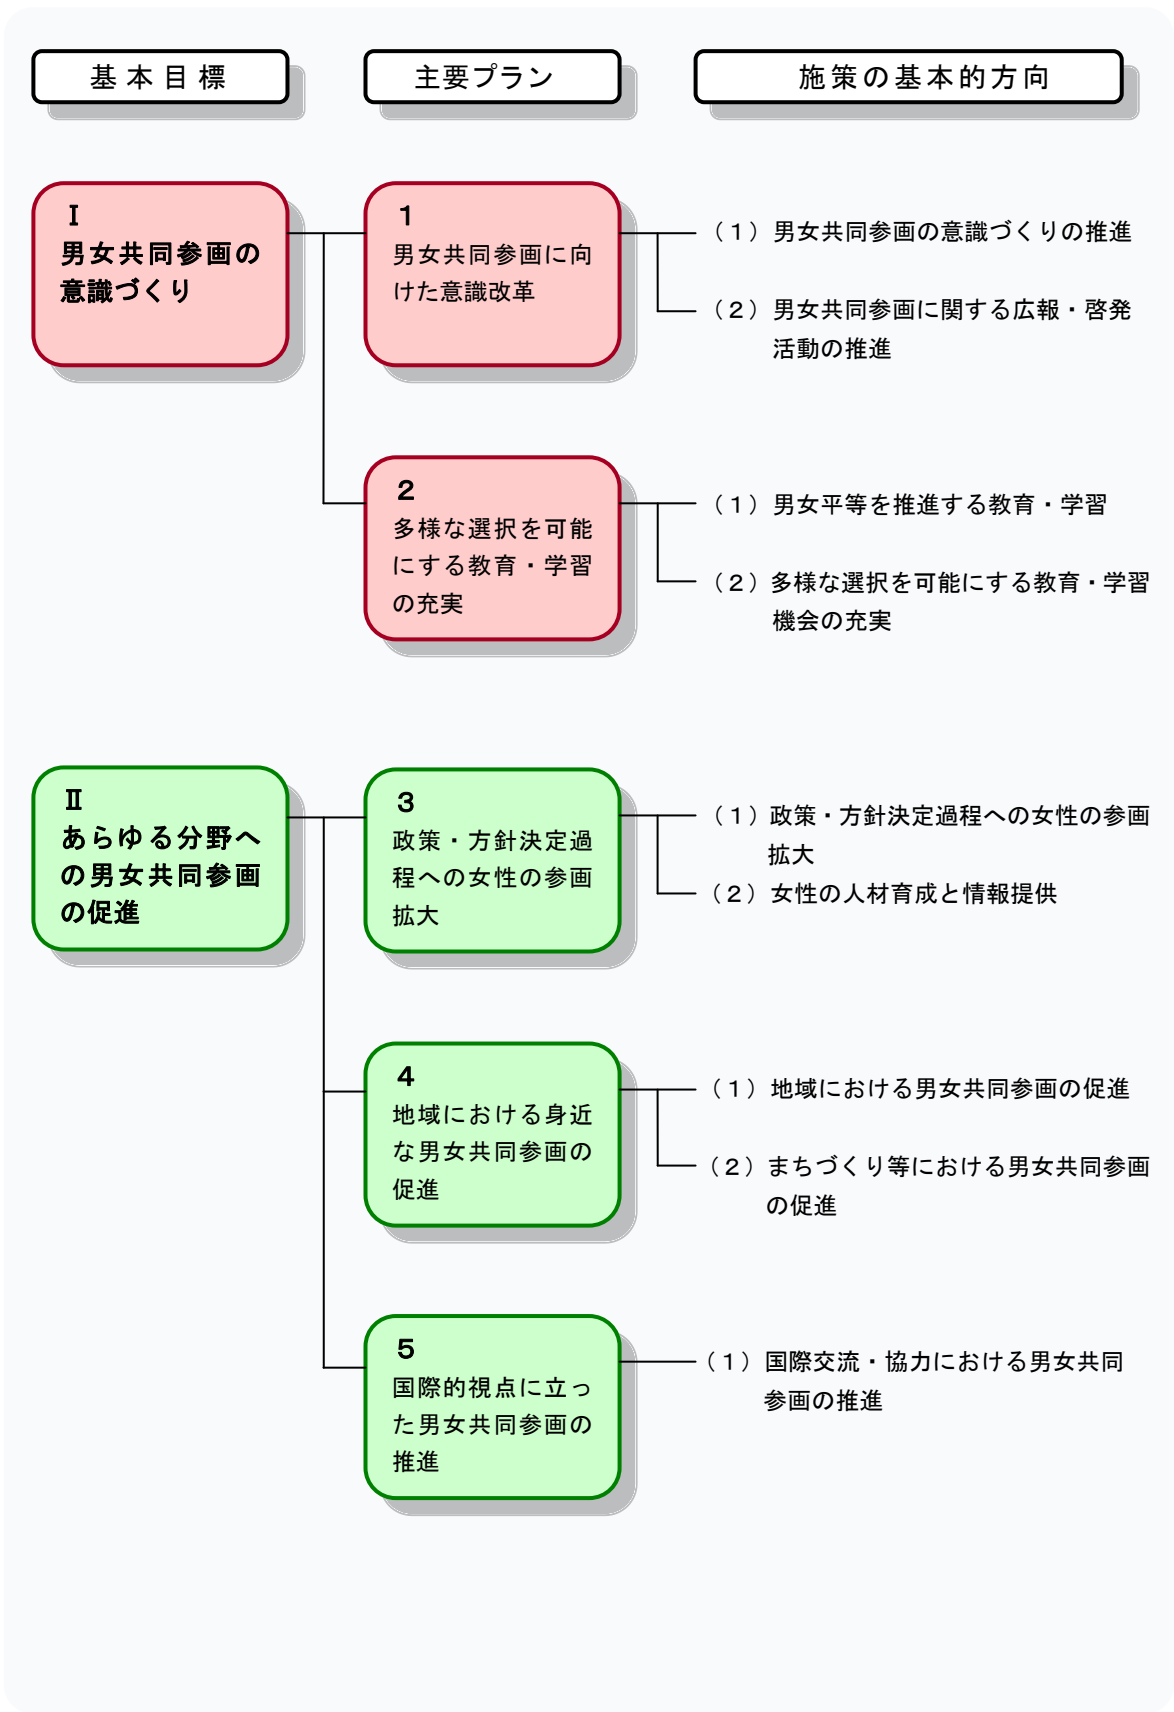 基本目標
主要プラン
施策の基本的方向
Ⅰ
男女共同参画の
意識づくり
1
男女共同参画に向
けた意識改革
（１）男女共同参画の意識づくりの推進
（２）男女共同参画に関する広報・啓発
活動の推進
2
多様な選択を可能
にする教育・学習
の充実
（１）男女平等を推進する教育・学習
（２）多様な選択を可能にする教育・学習
機会の充実
Ⅱ
あらゆる分野へ
の男女共同参画
の促進
3
政策・方針決定過
程への女性の参画
拡大
（１）政策・方針決定過程への女性の参画
拡大
（２）女性の人材育成と情報提供
4
地域における身近
な男女共同参画の
促進
（１）地域における男女共同参画の促進
（２）まちづくり等における男女共同参画
の促進
5
国際的視点に立っ
た男女共同参画の
推進
（１）国際交流・協力における男女共同
参画の推進